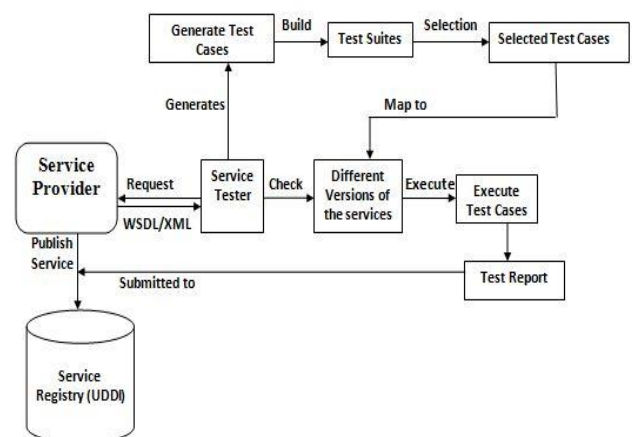 Generate Test
Cases
Build
Test Suites
Selection
Selected Test Cases
Generates
Map to
Service
Provider
Request
WSDL/XML
Service
Tester
Check
Different
Versions of
the services
Execute
Execute
Test Cases
Publish
Service
Submitted to
Test Report
Service
Registry (UDDI)